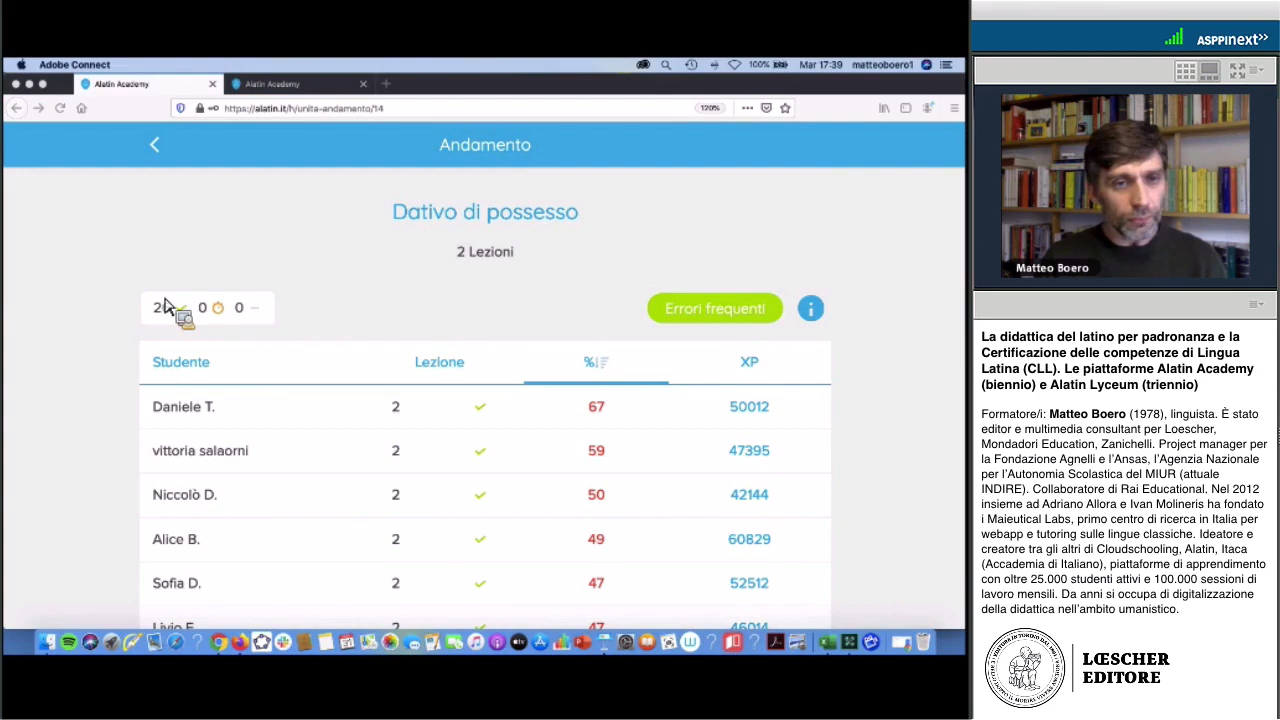 Adobe Connect
100%
Mar 17:39
matteoboero1
Alatin Academy
Alatin Academy
https://alatin.it/h/unita-andamento/14
120%
Andamento
Dativo di possesso
2 Lezioni
0
0
Errori frequenti
Studente Lezione % XP
Daniele T. 2 67 50012
vittoria salaorni 2 59 47395
Niccolò D. 2 50 42144
Alice B. 2 49 60829
Sofia D. 2 47 52512
Livio F. 2 47 46014
ASPPInext>>
Matteo Boero
La didattica del latino per padronanza e la
Certificazione delle competenze di Lingua
Latina (CLL). Le piattaforme Alatin Academy
(biennio) e Alatin Lyceum (triennio)
Formatore/i: Matteo Boero (1978), linguista. È stato
editor e multimedia consultant per Loescher,
Mondadori Education, Zanichelli. Project manager per
la Fondazione Agnelli e l'Ansas, l'Agenzia Nazionale
per l'Autonomia Scolastica del MIUR (attuale
INDIRE). Collaboratore di Rai Educational. Nel 2012
insieme ad Adriano Allora e Ivan Molineris ha fondato
i Maieutical Labs, primo centro di ricerca in Italia per
webapp e tutoring sulle lingue classiche. Ideatore e
creatore tra gli altri di Cloudschooling, Alatin, Itaca
(Accademia di Italiano), piattaforme di apprendimento
con oltre 25.000 studenti attivi e 100.000 sessioni di
lavoro mensili. Da anni si occupa di digitalizzazione
della didattica nell'ambito umanistico.
LŒSCHER
EDITORE